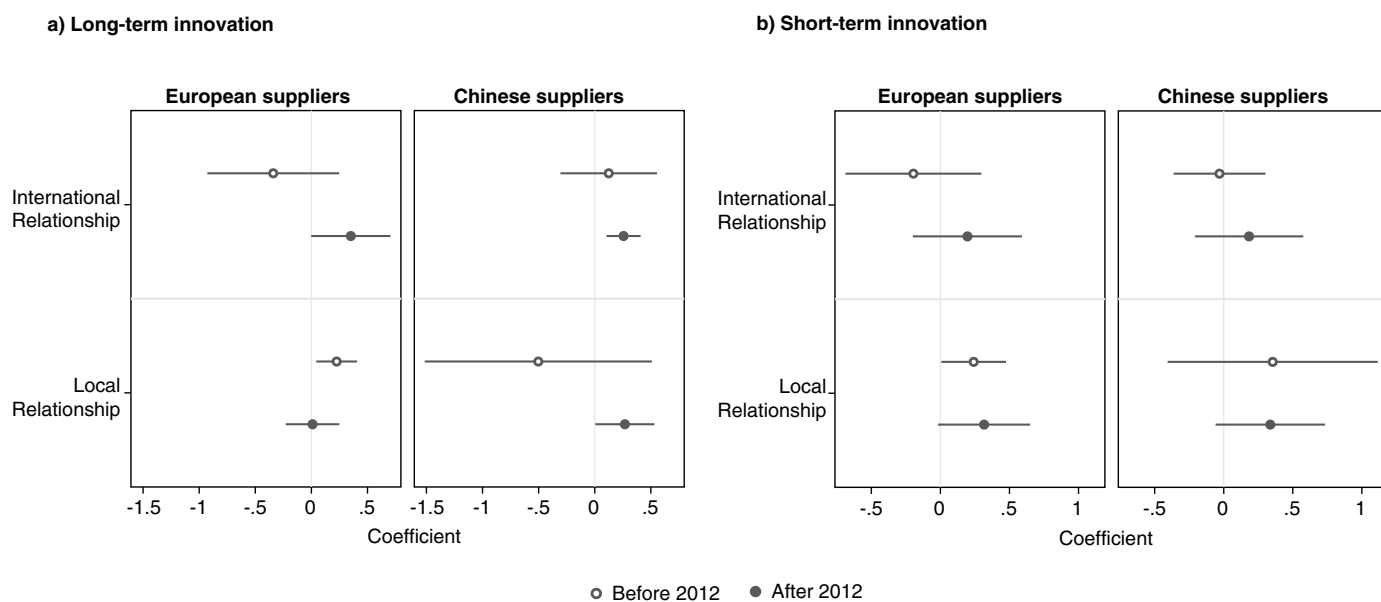 a) Long-term innovation
b) Short-term innovation
European suppliers
Chinese suppliers
European suppliers
Chinese suppliers
International
Relationship
Local
Relationship
International
Relationship
Local
Relationship
-1.5 -1 -.5 0 .5
-1.5 -1 -.5 0 .5
-.5 0 .5 1
-.5 0 .5 1
Coefficient
Coefficient
Before 2012 After 2012